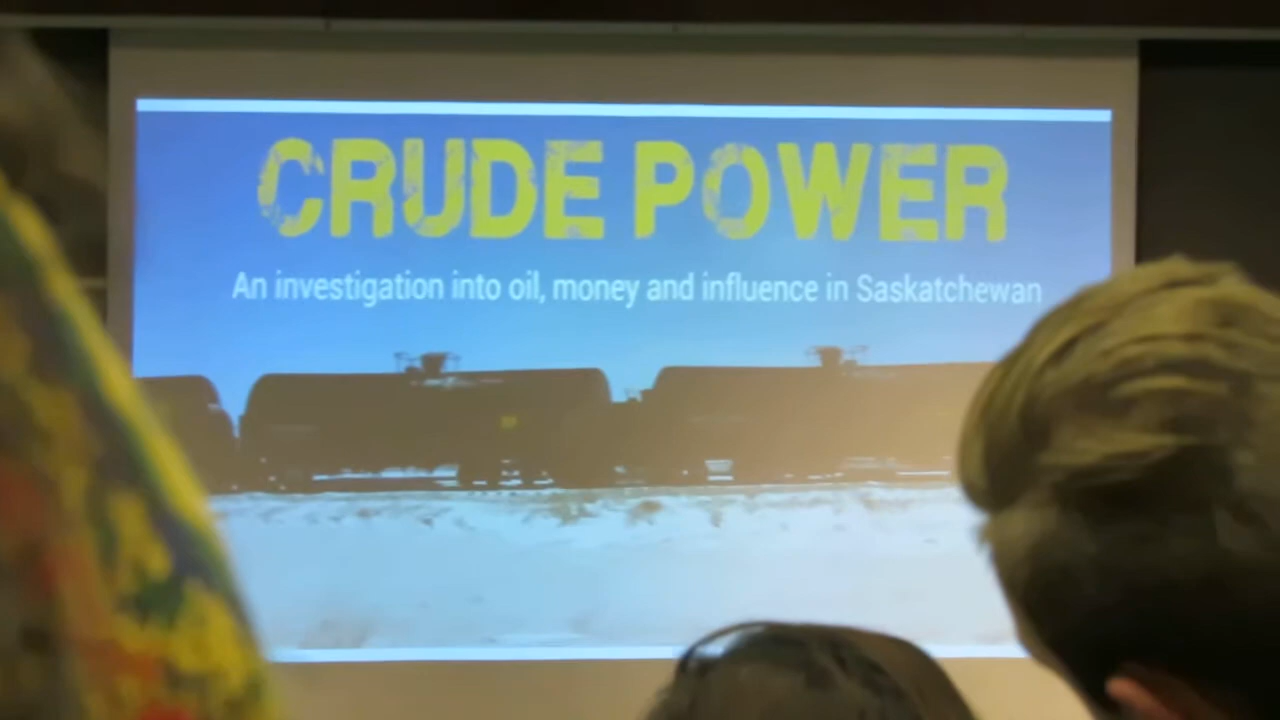 CRUDE POWER
An investigation into oil, money and influence in Saskatchewan